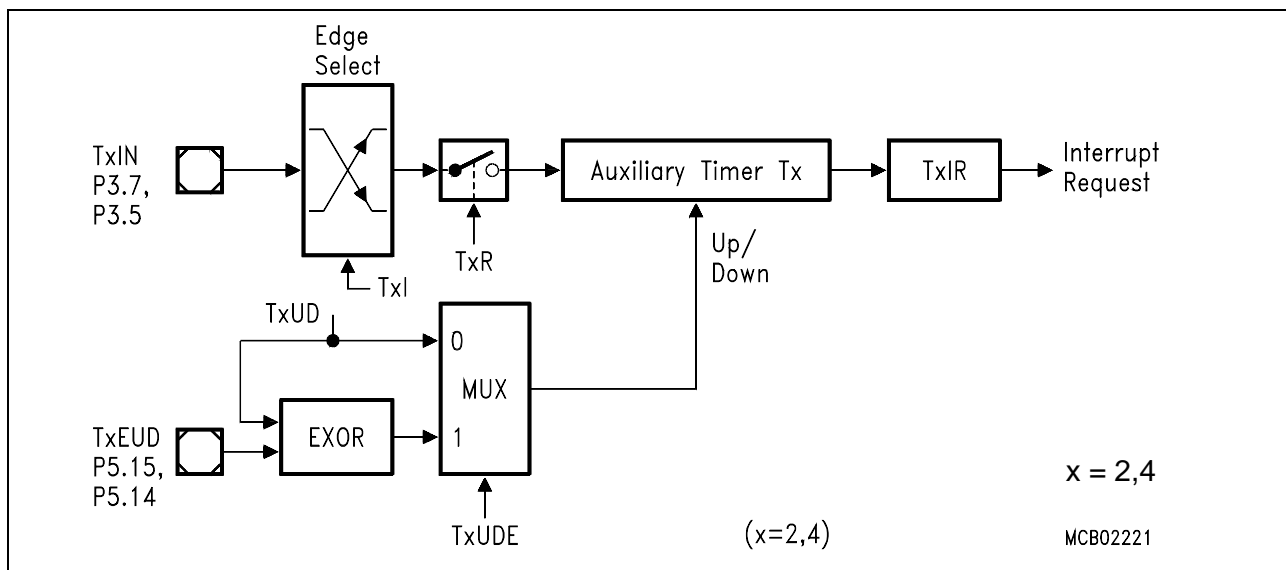 Edge
Select
TxIN
P3.7,
P3.5
Auxiliary Timer Tx
TxIR
Interrupt
Request
TxR
TxI
Up/
Down
TxUD
0
MUX
1
EXOR
TxEUD
P5.15,
P5.14
TxUDE
(x=2,4)
x = 2,4
MCB02221